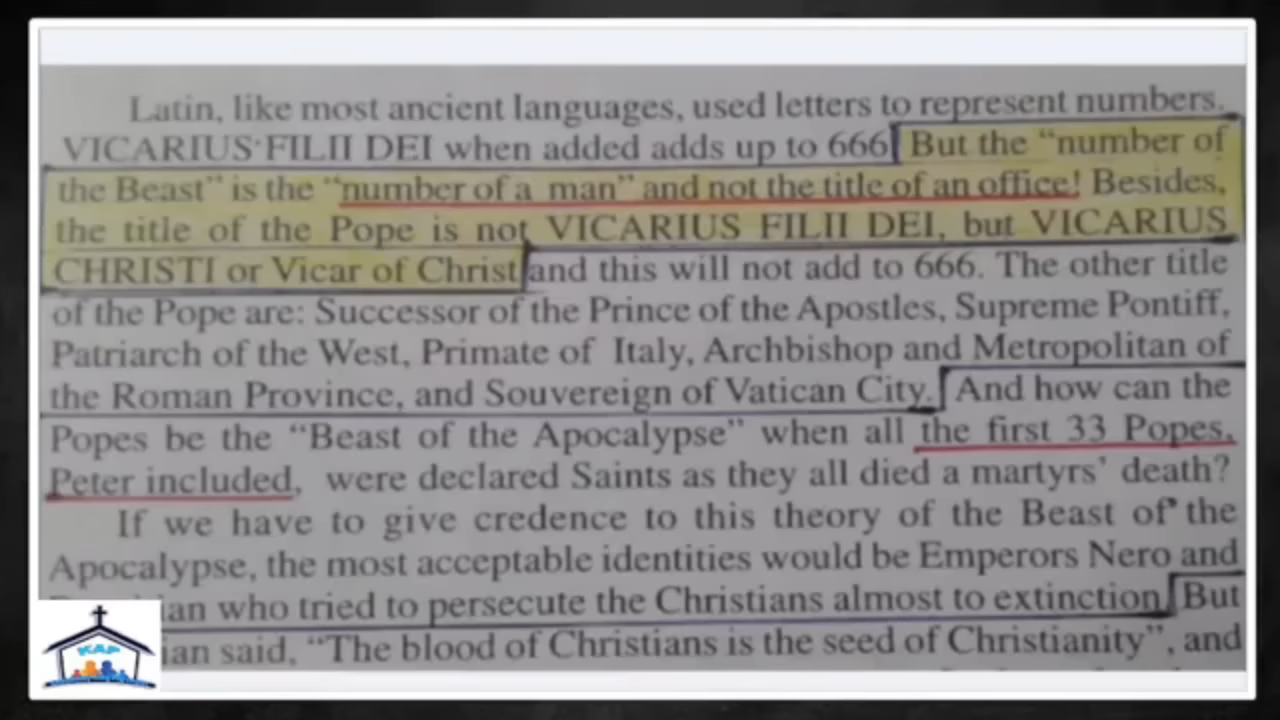 Latin, like most ancient languages, used letters to represent numbers.
VICARIUS FILII DEI when added adds up to 666. But the "number of
the Beast" is the "number of a man" and not the title of an office! Besides,
the title of the Pope is not VICARIUS FILII DEI, but VICARIUS
CHRISTI or Vicar of Christ and this will not add to 666. The other title
of the Pope are: Successor of the Prince of the Apostles, Supreme Pontiff,
Patriarch of the West, Primate of Italy, Archbishop and Metropolitan of
the Roman Province, and Souvereign of Vatican City. And how can the
Popes be the "Beast of the Apocalypse" when all the first 33 Popes,
Peter included, were declared Saints as they all died a martyrs' death?
If we have to give credence to this theory of the Beast of the
Apocalypse, the most acceptable identities would be Emperors Nero and
ian who tried to persecute the Christians almost to extinction. But
ian said, "The blood of Christians is the seed of Christianity", and
KAP